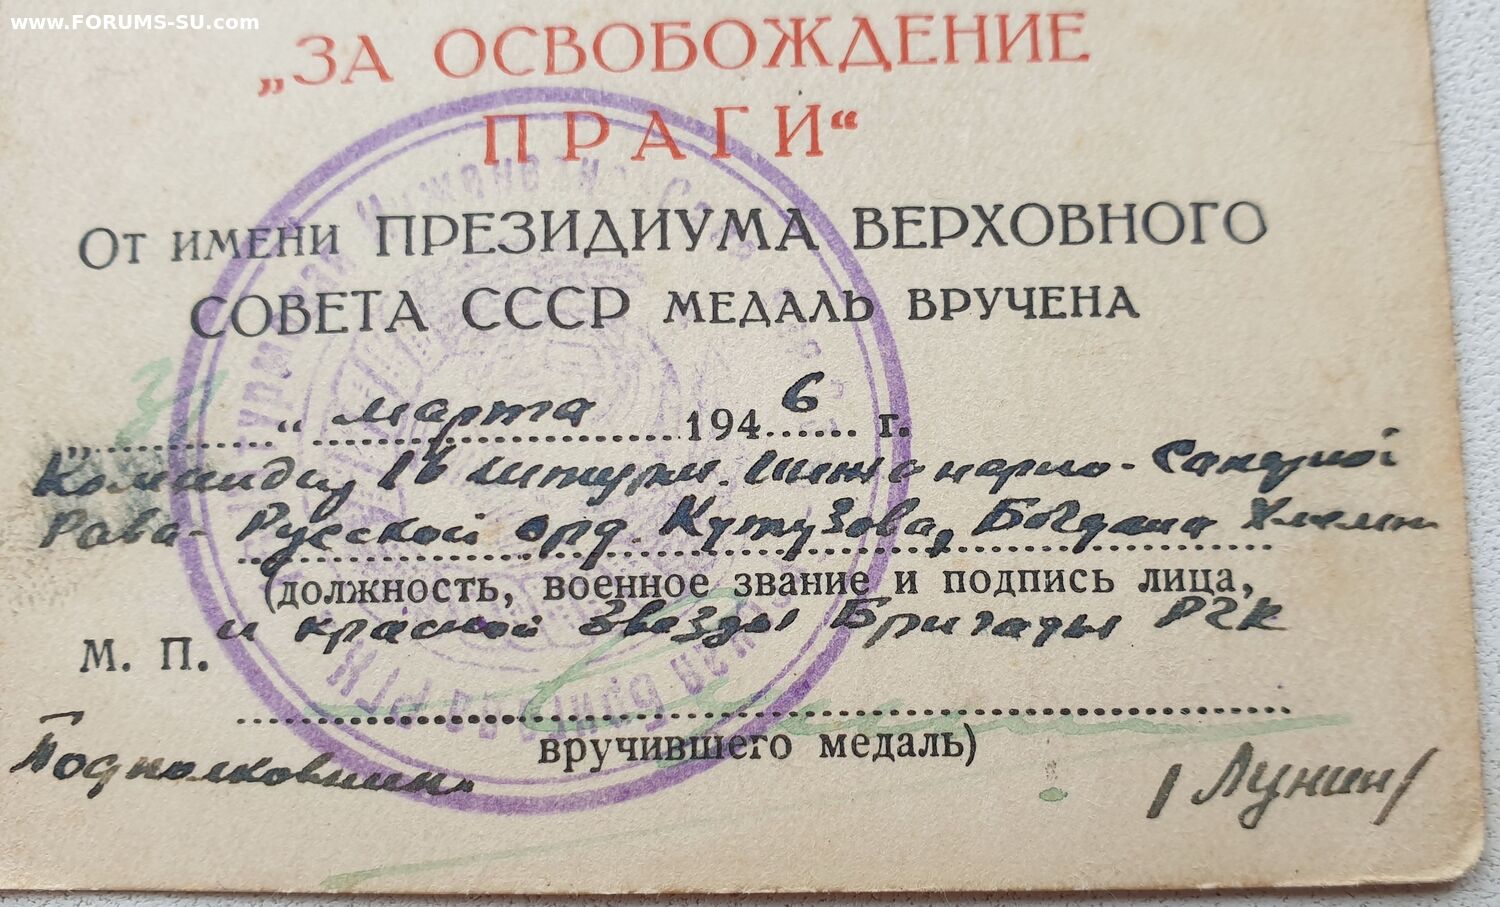 www.FORUMS-SU.com
„ЗА ОСВОБОЖДЕНИЕ
ПРАГИ“
От имени ПРЕЗИДИУМА ВЕРХОВНОГО
СОВЕТА СССР медаль вручена
„31“ марта 1946 г.
Командир 16 штурм. инженерно-Саперной
Рава-Русской орд. Кутузова, Богдана Хмельн
(должность, военное звание и подпись лица,
и красной Звезды Бригады РГК
М. П.
вручившего медаль)
Подполковник
/Лунин/